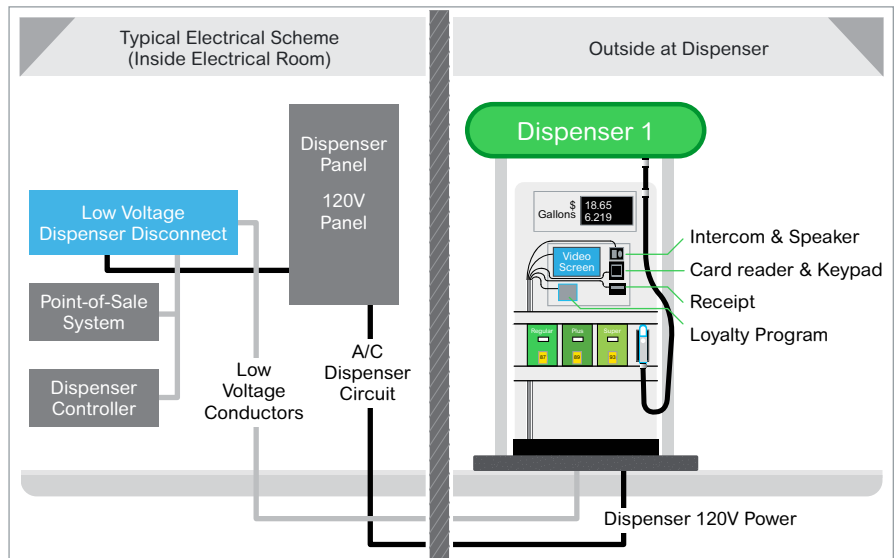 Typical Electrical Scheme
(Inside Electrical Room)
Outside at Dispenser
Dispenser
Panel
120V
Panel
Low Voltage
Dispenser Disconnect
Point-of-Sale
System
Dispenser
Controller
Low
Voltage
Conductors
A/C
Dispenser
Circuit
Dispenser 1
$ 18.65
Gallons 6.219
Video
Screen
Intercom & Speaker
Card reader & Keypad
Receipt
Loyalty Program
Regular Plus Super
87
Dispenser 120V Power